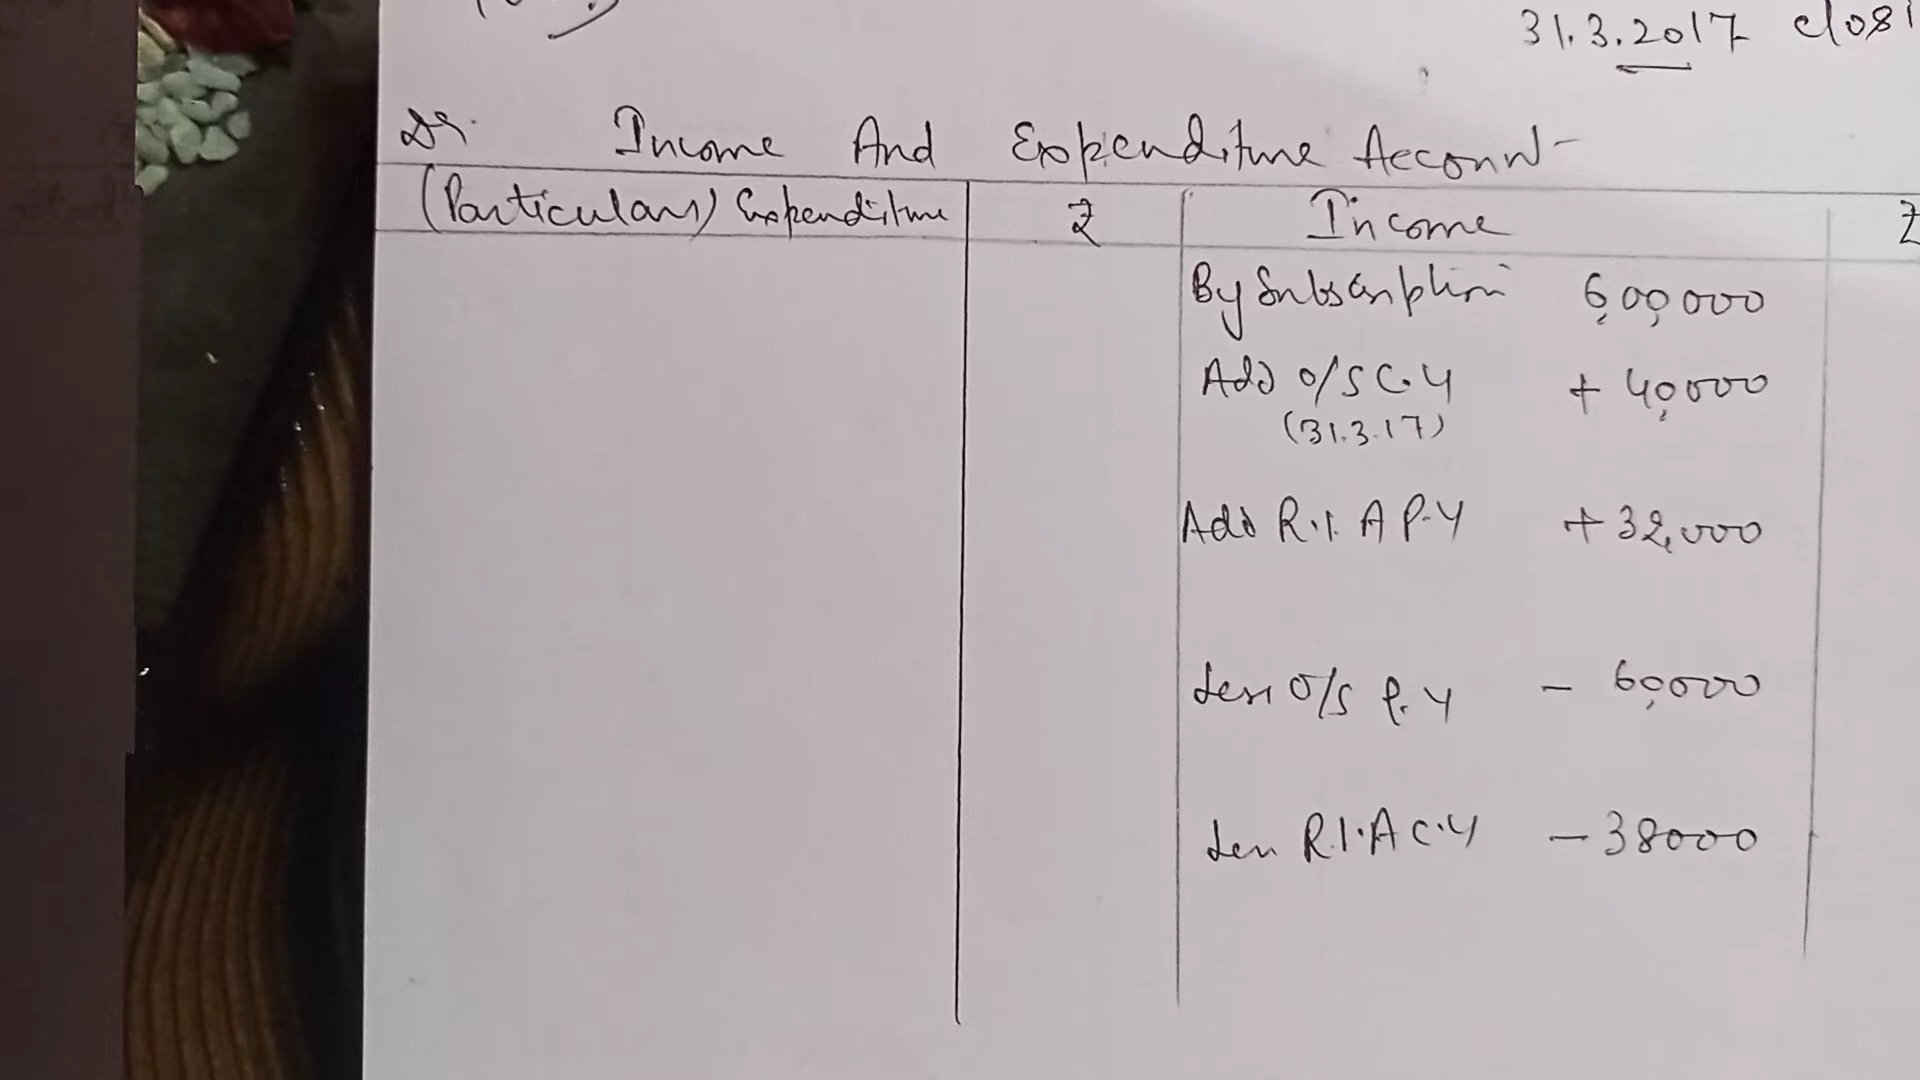 31.3.2017 closi
Dr. Income And Expenditure Account
(Particulars) Expenditure ₹ Income ₹
By Subscription 6,00,000
Add O/S C.Y + 40,000
(31.3.17)
Add R.I. A P.Y + 32,000
Less O/S P.Y - 60,000
Less R.I.A C.Y - 38000